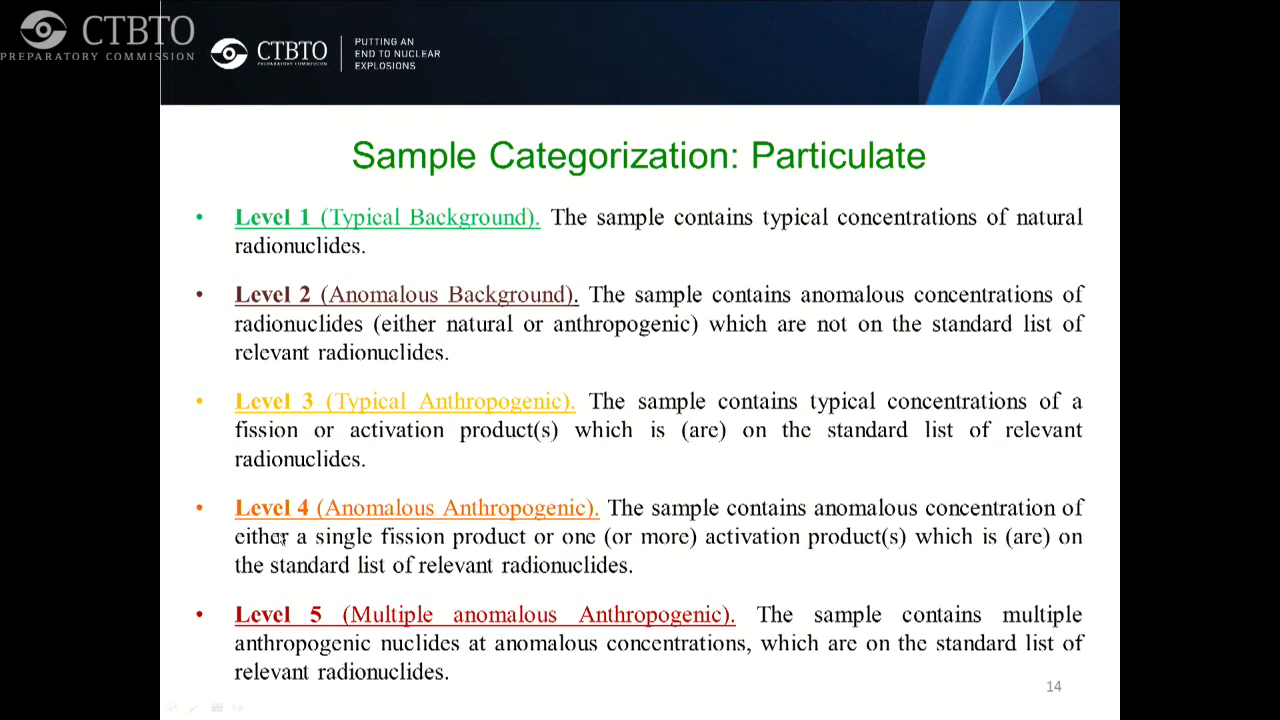 CTBTO
PREPARATORY COMMISSION
CTBTO
PREPARATORY COMMISSION
PUTTING AN
END TO NUCLEAR
EXPLOSIONS
Sample Categorization: Particulate
• Level 1 (Typical Background). The sample contains typical concentrations of natural
radionuclides.
• Level 2 (Anomalous Background). The sample contains anomalous concentrations of
radionuclides (either natural or anthropogenic) which are not on the standard list of
relevant radionuclides.
• Level 3 (Typical Anthropogenic). The sample contains typical concentrations of a
fission or activation product(s) which is (are) on the standard list of relevant
radionuclides.
• Level 4 (Anomalous Anthropogenic). The sample contains anomalous concentration of
either a single fission product or one (or more) activation product(s) which is (are) on
the standard list of relevant radionuclides.
• Level 5 (Multiple anomalous Anthropogenic). The sample contains multiple
anthropogenic nuclides at anomalous concentrations, which are on the standard list of
relevant radionuclides.
14